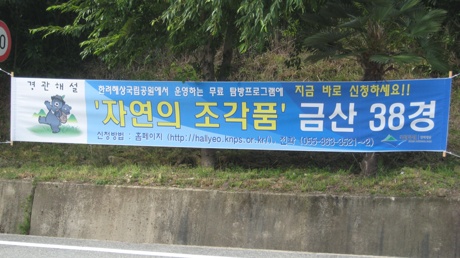 경관해설
한려해상국립공원에서 운영하는 무료 탐방프로그램에 지금 바로 신청하세요!!
'자연의 조각품' 금산 38경
신청방법 : 홈페이지 (http://hallyeo.knps.or.kr/),